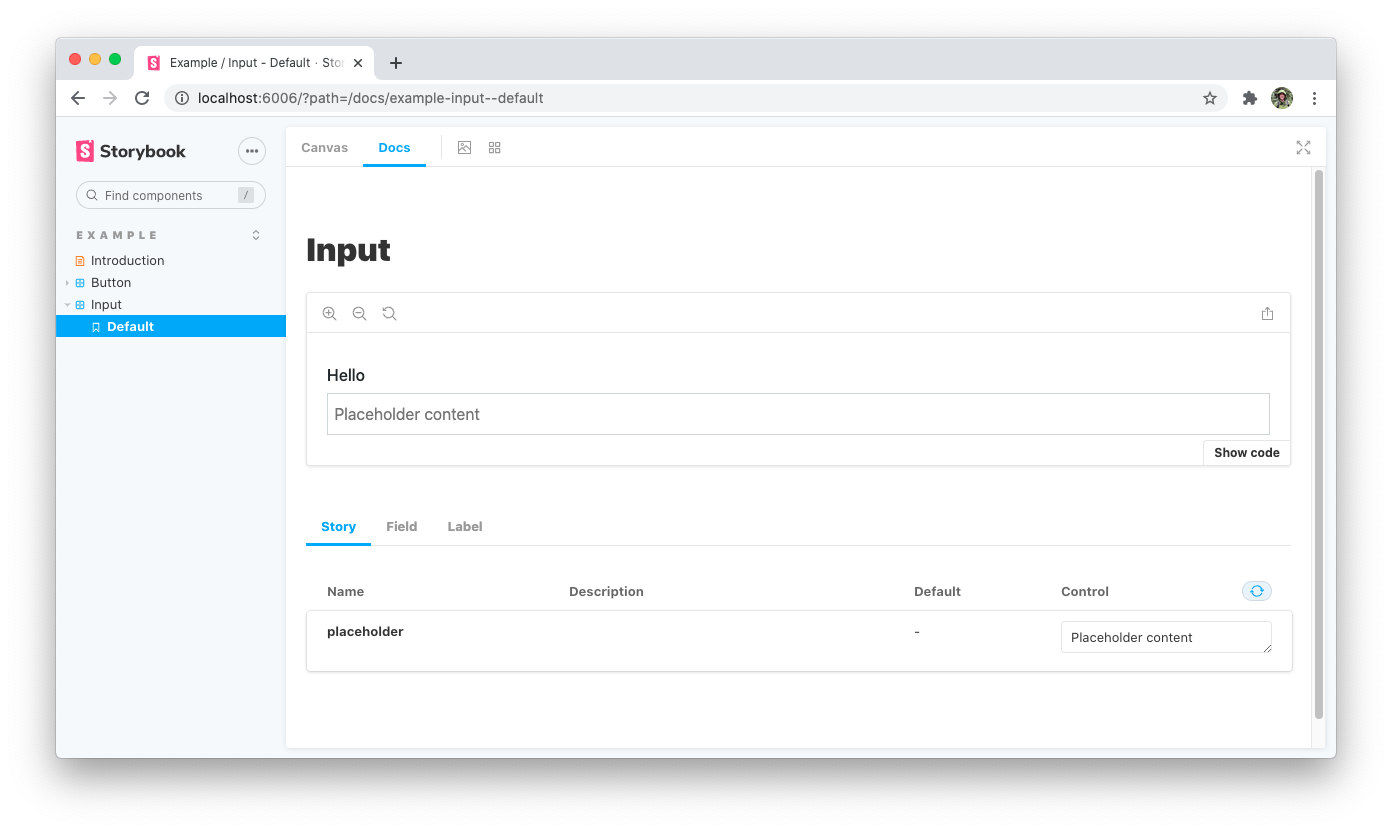 Example / Input - Default · Stor
localhost:6006/?path=/docs/example-input--default
Storybook
Find components /
EXAMPLE
Introduction
Button
Input
Default
Canvas Docs
Input
Hello
Placeholder content
Show code
Story Field Label
Name Description Default Control
placeholder - Placeholder content